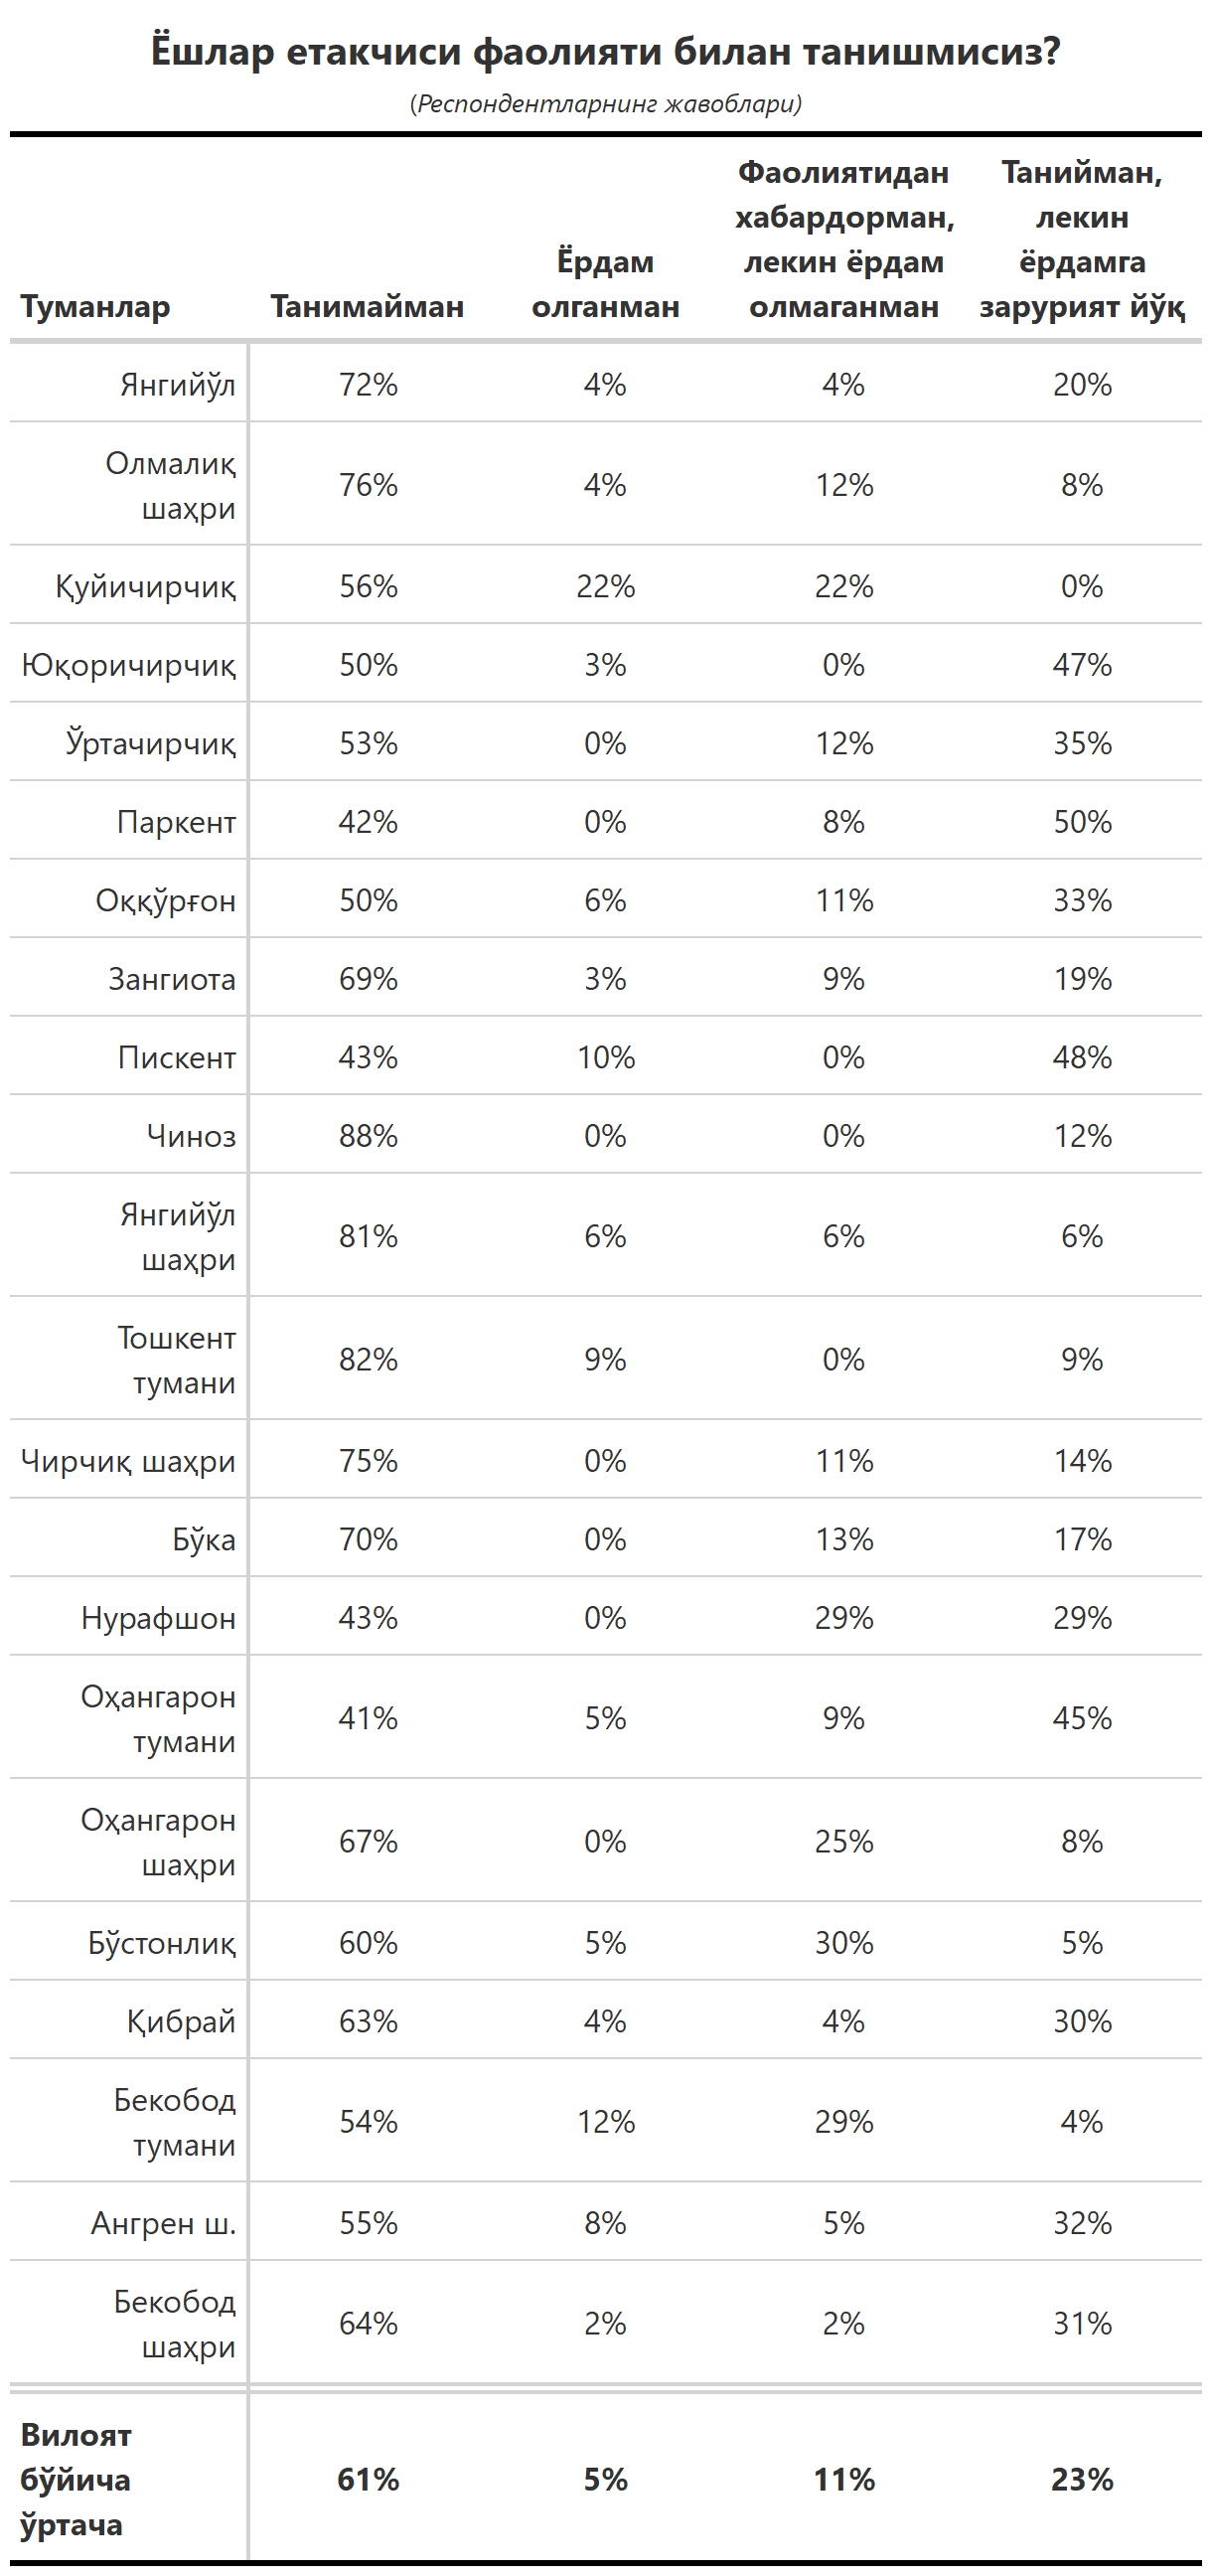 Ёшлар етакчиси фаолияти билан танишмисиз?
(Респондентларнинг жавоблари)
Туманлар Танимайман Ёрдам олганман Фаолиятидан хабардорман, лекин ёрдам олмаганман Танийман, лекин ёрдамга зарурият йўқ
Янгийўл 72% 4% 4% 20%
Олмалиқ шаҳри 76% 4% 12% 8%
Қуйичирчиқ 56% 22% 22% 0%
Юқоричирчиқ 50% 3% 0% 47%
Ўртачирчиқ 53% 0% 12% 35%
Паркент 42% 0% 8% 50%
Оққўрғон 50% 6% 11% 33%
Зангиота 69% 3% 9% 19%
Пискент 43% 10% 0% 48%
Чиноз 88% 0% 0% 12%
Янгийўл шаҳри 81% 6% 6% 6%
Тошкент тумани 82% 9% 0% 9%
Чирчиқ шаҳри 75% 0% 11% 14%
Бўка 70% 0% 13% 17%
Нурафшон 43% 0% 29% 29%
Оҳангарон тумани 41% 5% 9% 45%
Оҳангарон шаҳри 67% 0% 25% 8%
Бўстонлиқ 60% 5% 30% 5%
Қибрай 63% 4% 4% 30%
Бекобод тумани 54% 12% 29% 4%
Ангрен ш. 55% 8% 5% 32%
Бекобод шаҳри 64% 2% 2% 31%
Вилоят бўйича ўртача 61% 5% 11% 23%